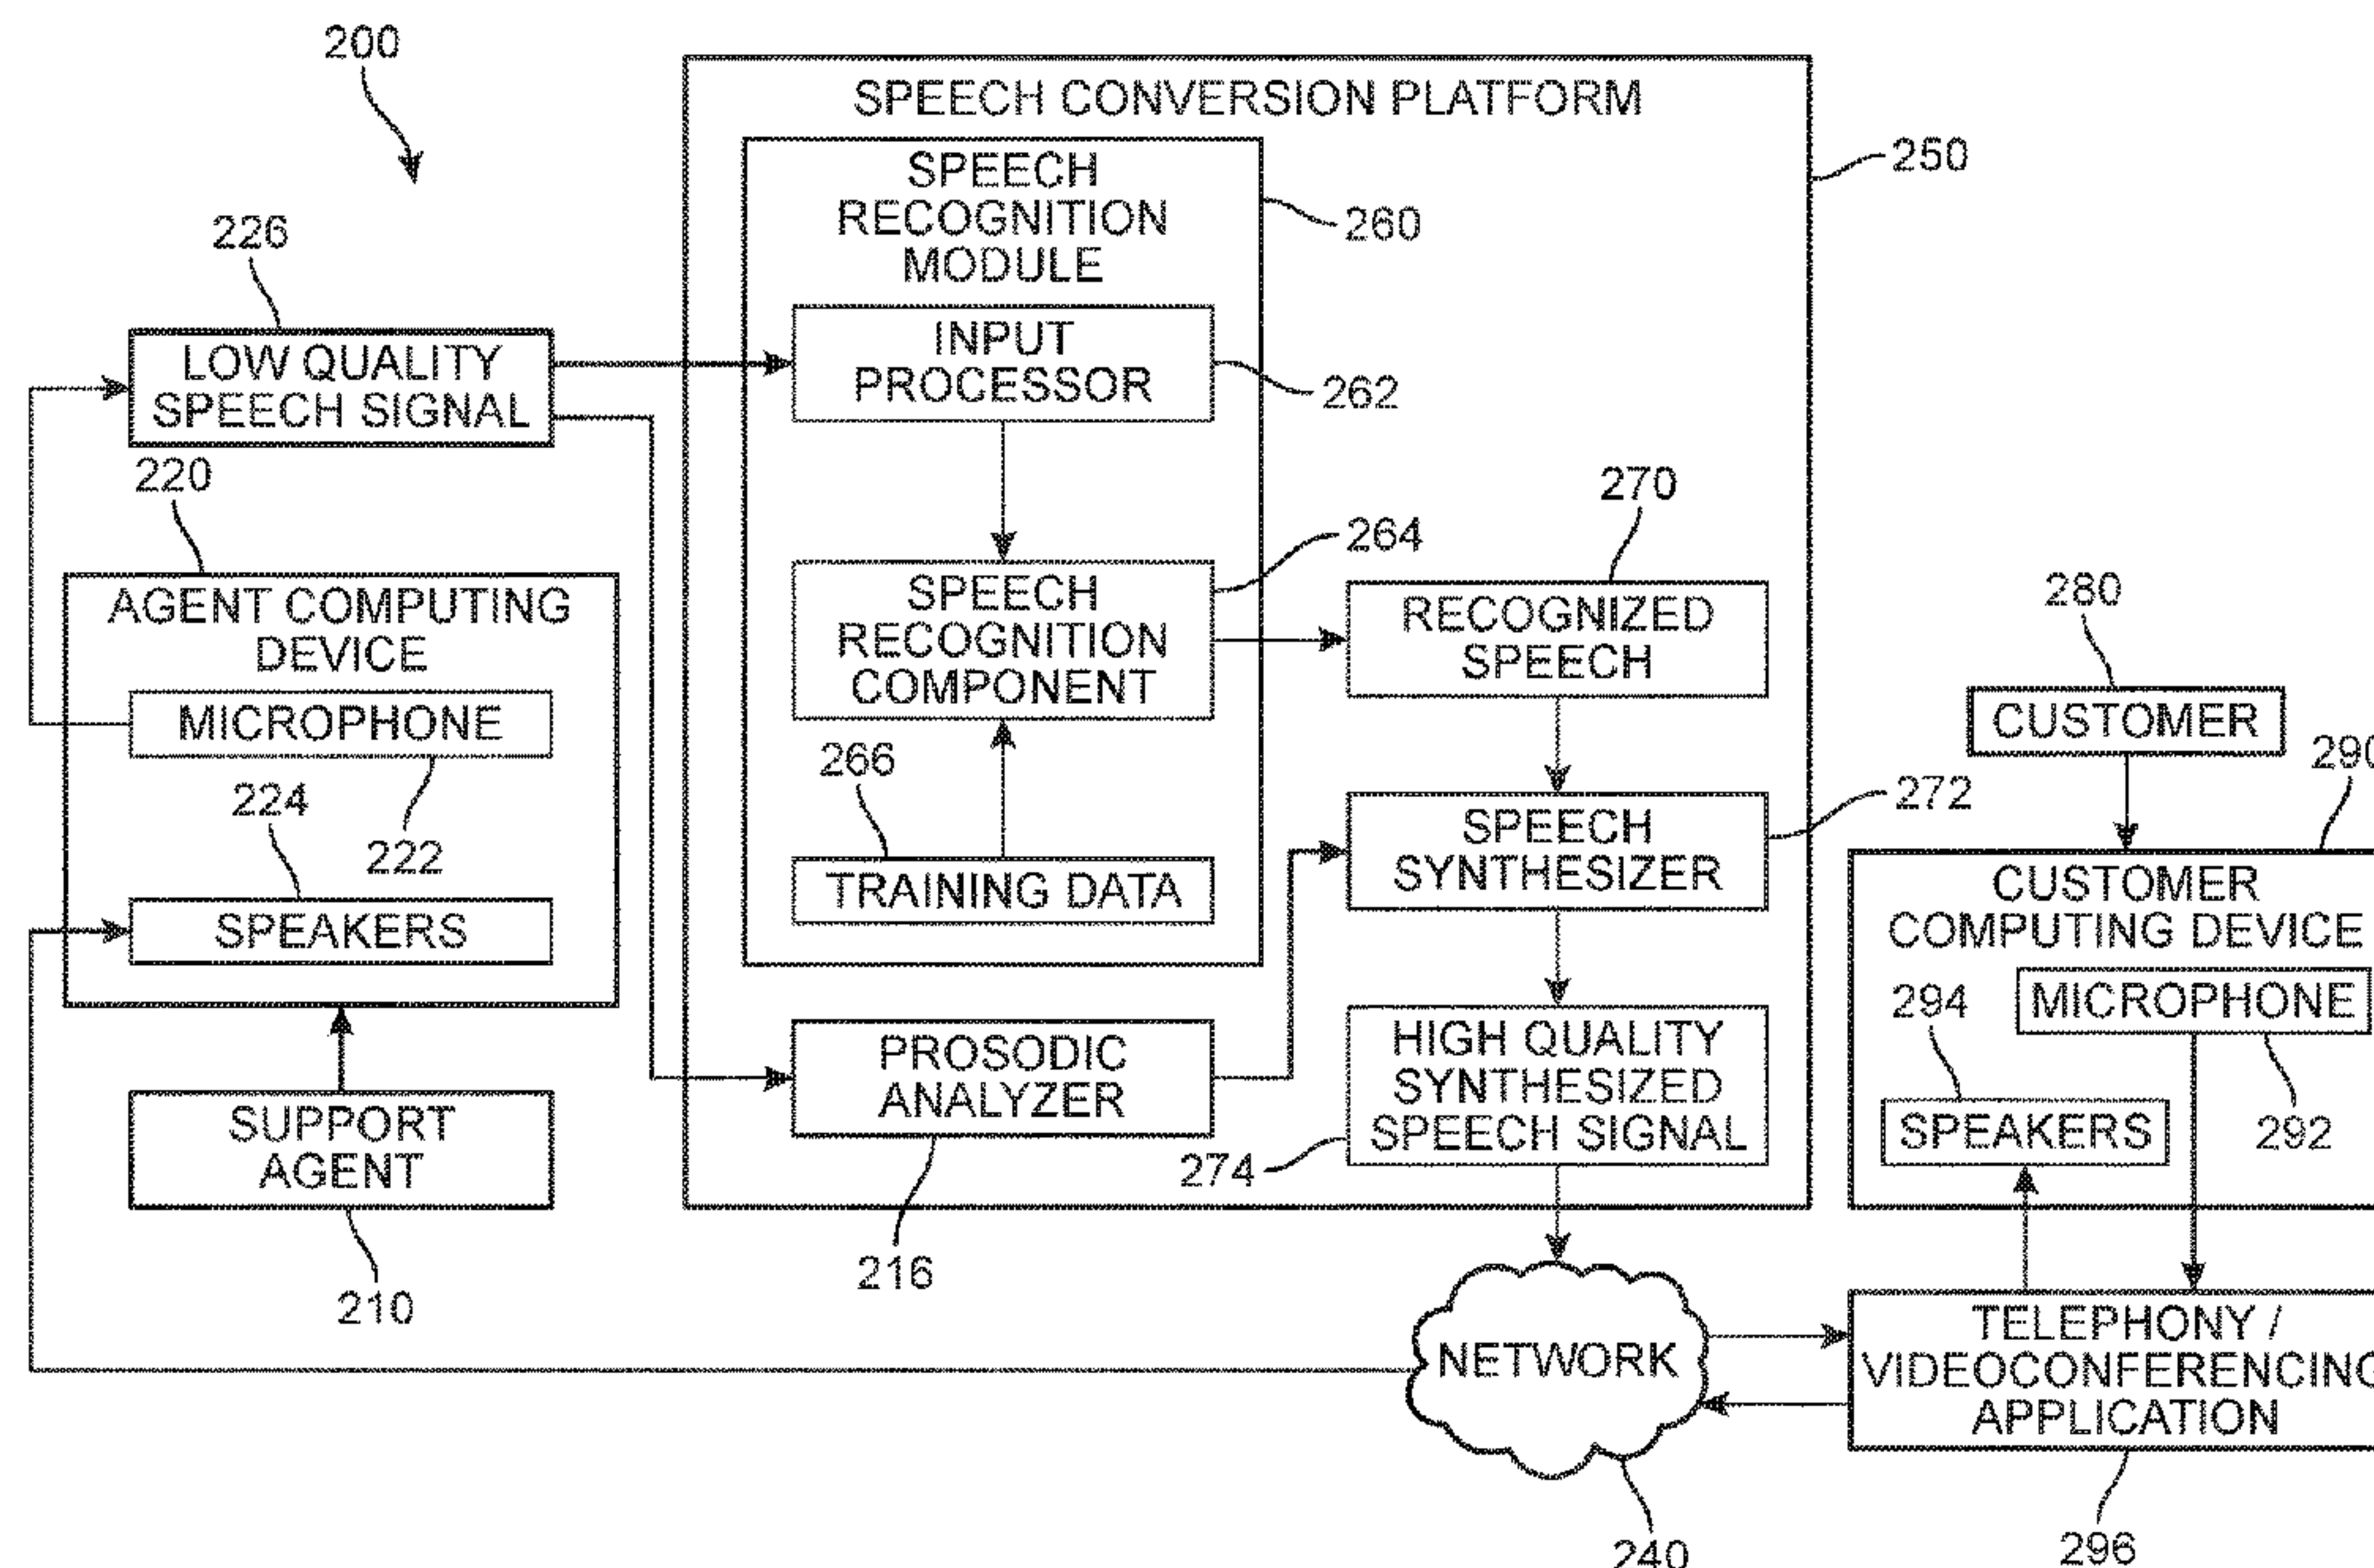 200
SPEECH CONVERSION PLATFORM
250
SPEECH
RECOGNITION
MODULE
260
226
LOW QUALITY
SPEECH SIGNAL
INPUT
PROCESSOR
262
220
AGENT COMPUTING
DEVICE
MICROPHONE
222
224
SPEAKERS
SUPPORT
AGENT
210
264
SPEECH
RECOGNITION
COMPONENT
266
TRAINING DATA
270
RECOGNIZED
SPEECH
272
SPEECH
SYNTHESIZER
PROSODIC
ANALYZER
216
HIGH QUALITY
SYNTHESIZED
SPEECH SIGNAL
274
280
CUSTOMER
290
CUSTOMER
COMPUTING DEVICE
294
MICROPHONE
292
SPEAKERS
NETWORK
240
TELEPHONY /
VIDEOCONFERENCING
APPLICATION
296